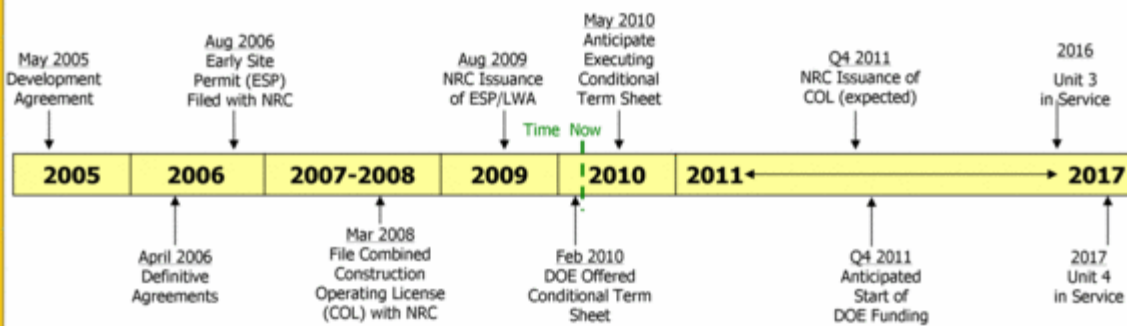 May 2005
Development
Agreement
Aug 2006
Early Site
Permit (ESP)
Filed with NRC
Aug 2009
NRC Issuance
of ESP/LWA
May 2010
Anticipate
Executing
Conditional
Term Sheet
Q4 2011
NRC Issuance of
COL (expected)
2016
Unit 3
in Service
Time Now
2005 2006 2007-2008 2009 2010 2011 2017
April 2006
Definitive
Agreements
Mar 2008
File Combined
Construction
Operating License
(COL) with NRC
Feb 2010
DOE Offered
Conditional Term
Sheet
Q4 2011
Anticipated
Start of
DOE Funding
2017
Unit 4
in Service